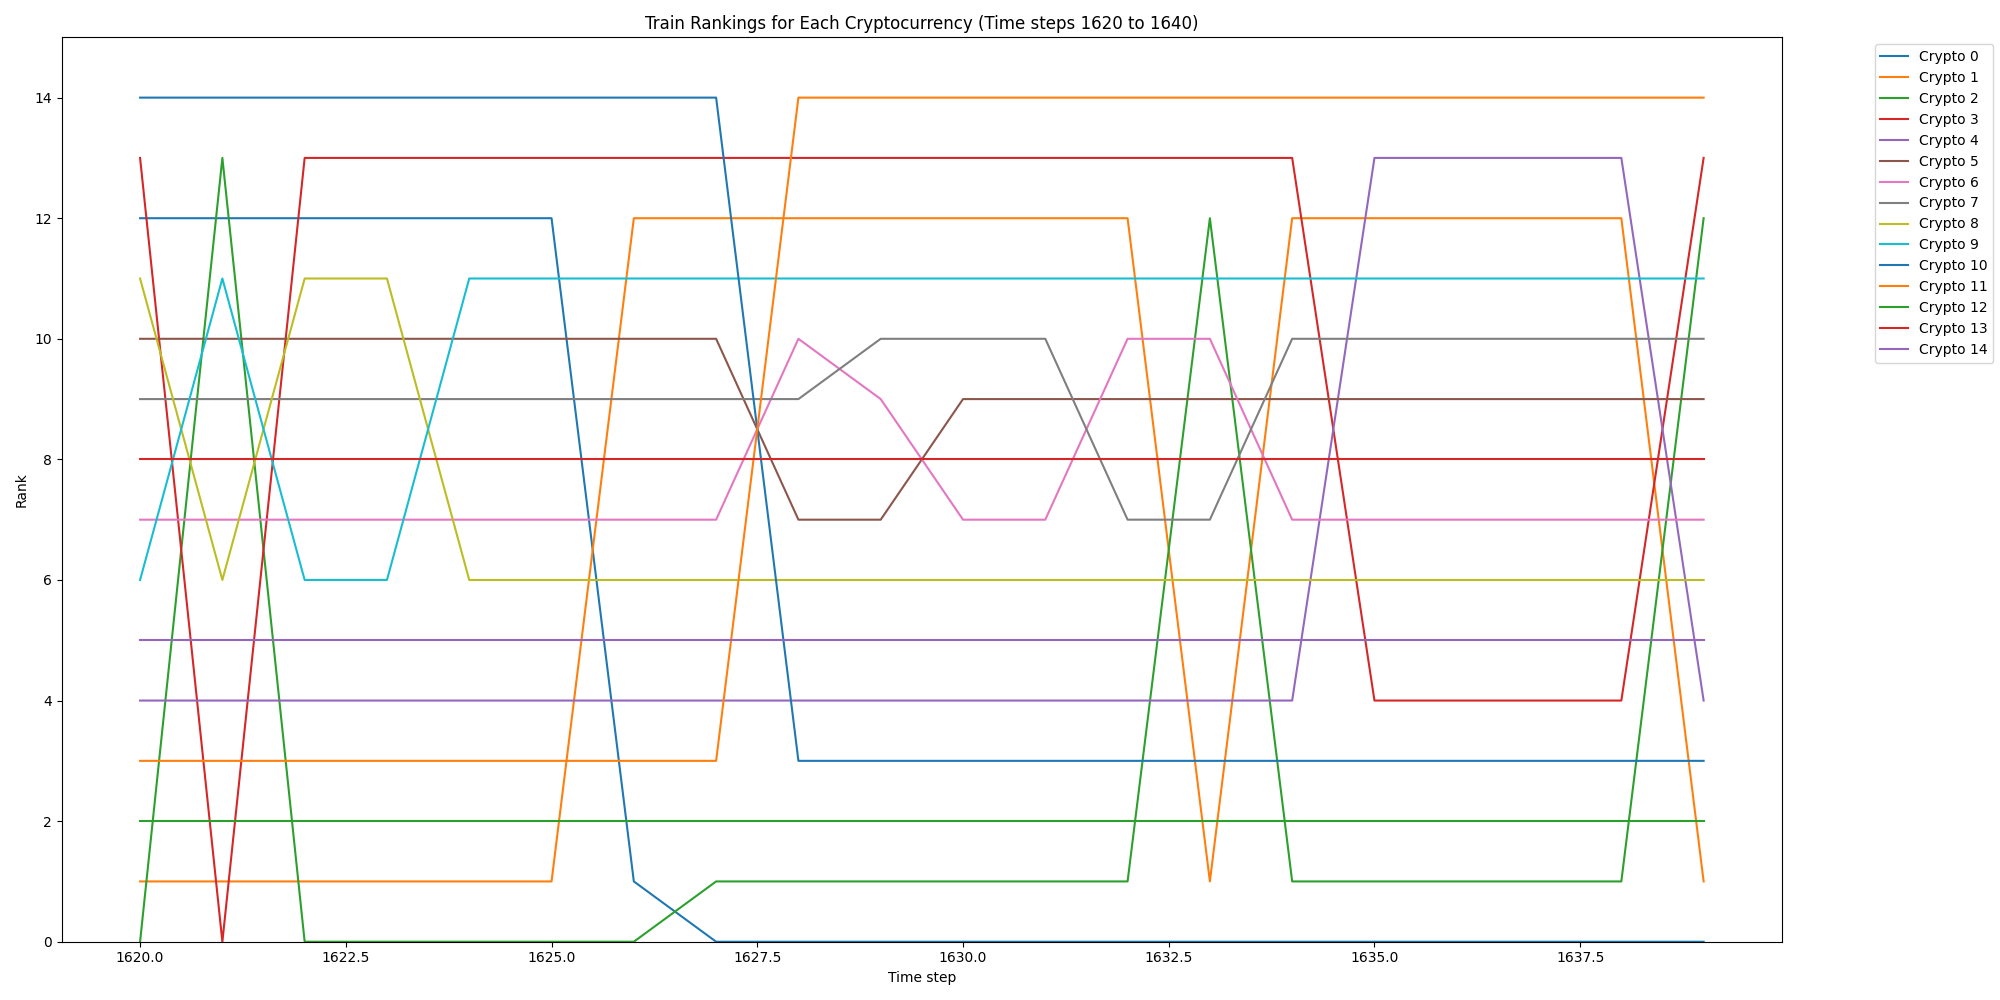 Train Rankings for Each Cryptocurrency (Time steps 1620 to 1640)
Rank
14
12
10
8
6
4
2
0
1620.0 1622.5 1625.0 1627.5 1630.0 1632.5 1635.0 1637.5
Time step
Crypto 0
Crypto 1
Crypto 2
Crypto 3
Crypto 4
Crypto 5
Crypto 6
Crypto 7
Crypto 8
Crypto 9
Crypto 10
Crypto 11
Crypto 12
Crypto 13
Crypto 14